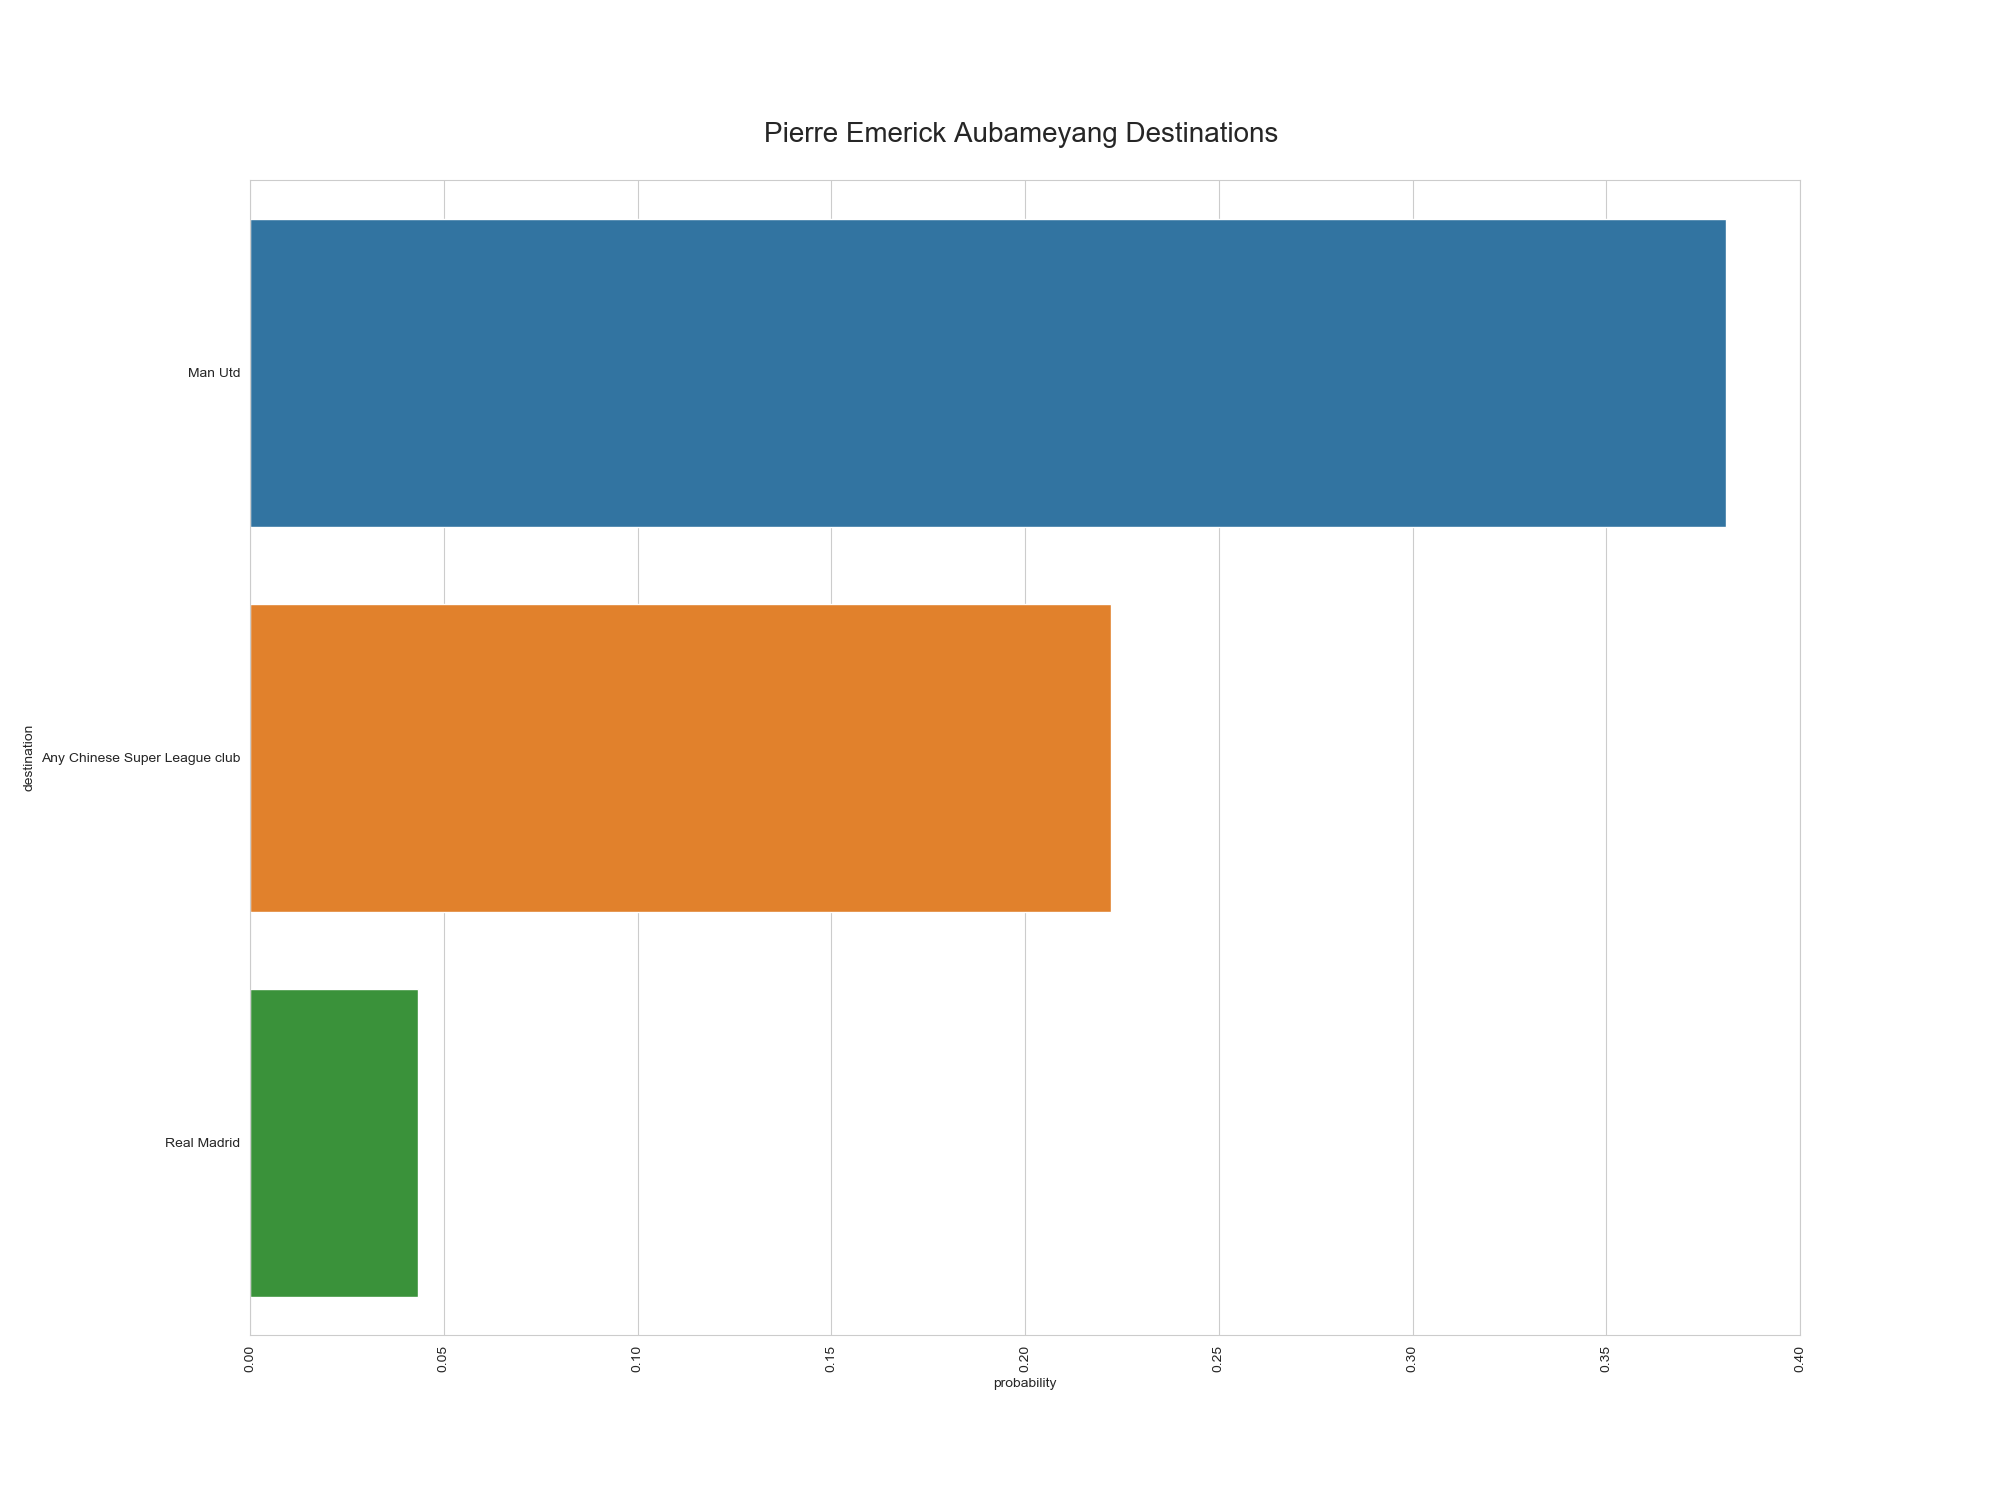 Pierre Emerick Aubameyang Destinations
Man Utd
Any Chinese Super League club
Real Madrid
destination
0.00
0.05
0.10
0.15
0.20
0.25
0.30
0.35
0.40
probability